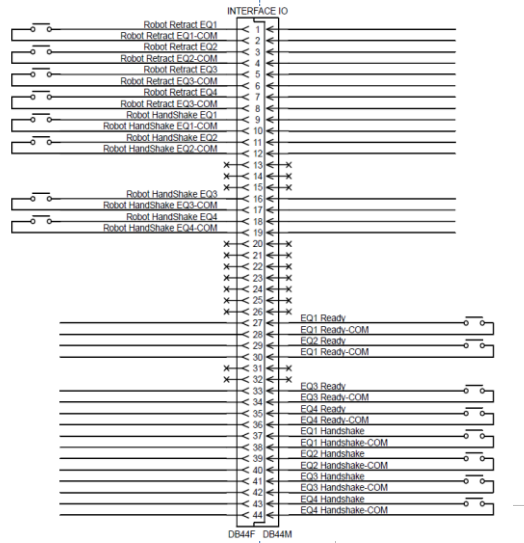 INTERFACE IO
Robot Retract EQ1 1
Robot Retract EQ1-COM 2
Robot Retract EQ2 3
Robot Retract EQ2-COM 4
Robot Retract EQ3 5
Robot Retract EQ3-COM 6
Robot Retract EQ4 7
Robot Retract EQ3-COM 8
Robot HandShake EQ1 9
Robot HandShake EQ1-COM 10
Robot HandShake EQ2 11
Robot HandShake EQ2-COM 12
13
14
15
Robot HandShake EQ3 16
Robot HandShake EQ3-COM 17
Robot HandShake EQ4 18
Robot HandShake EQ4-COM 19
20
21
22
23
24
25
26
27 EQ1 Ready
28 EQ1 Ready-COM
29 EQ2 Ready
30 EQ1 Ready-COM
31
32
33 EQ3 Ready
34 EQ3 Ready-COM
35 EQ4 Ready
36 EQ4 Ready-COM
37 EQ1 Handshake
38 EQ1 Handshake-COM
39 EQ2 Handshake
40 EQ2 Handshake-COM
41 EQ3 Handshake
42 EQ3 Handshake-COM
43 EQ4 Handshake
44 EQ4 Handshake-COM
DB44F DB44M